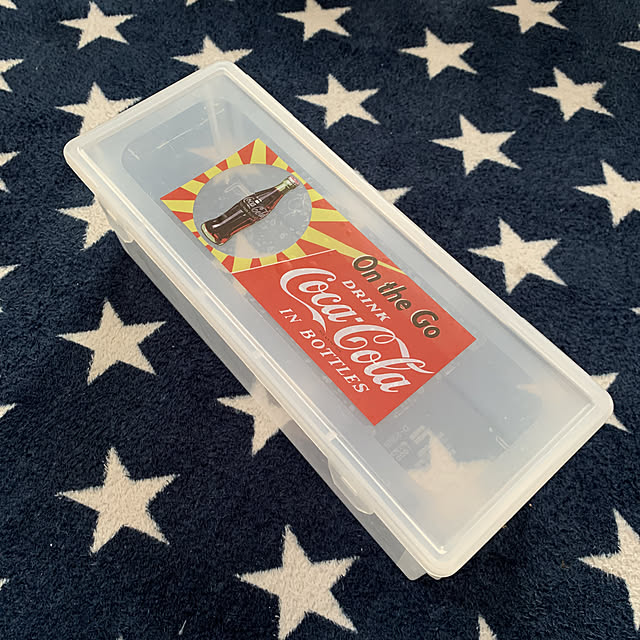 On the Go
DRINK
Coca-Cola
IN BOTTLES